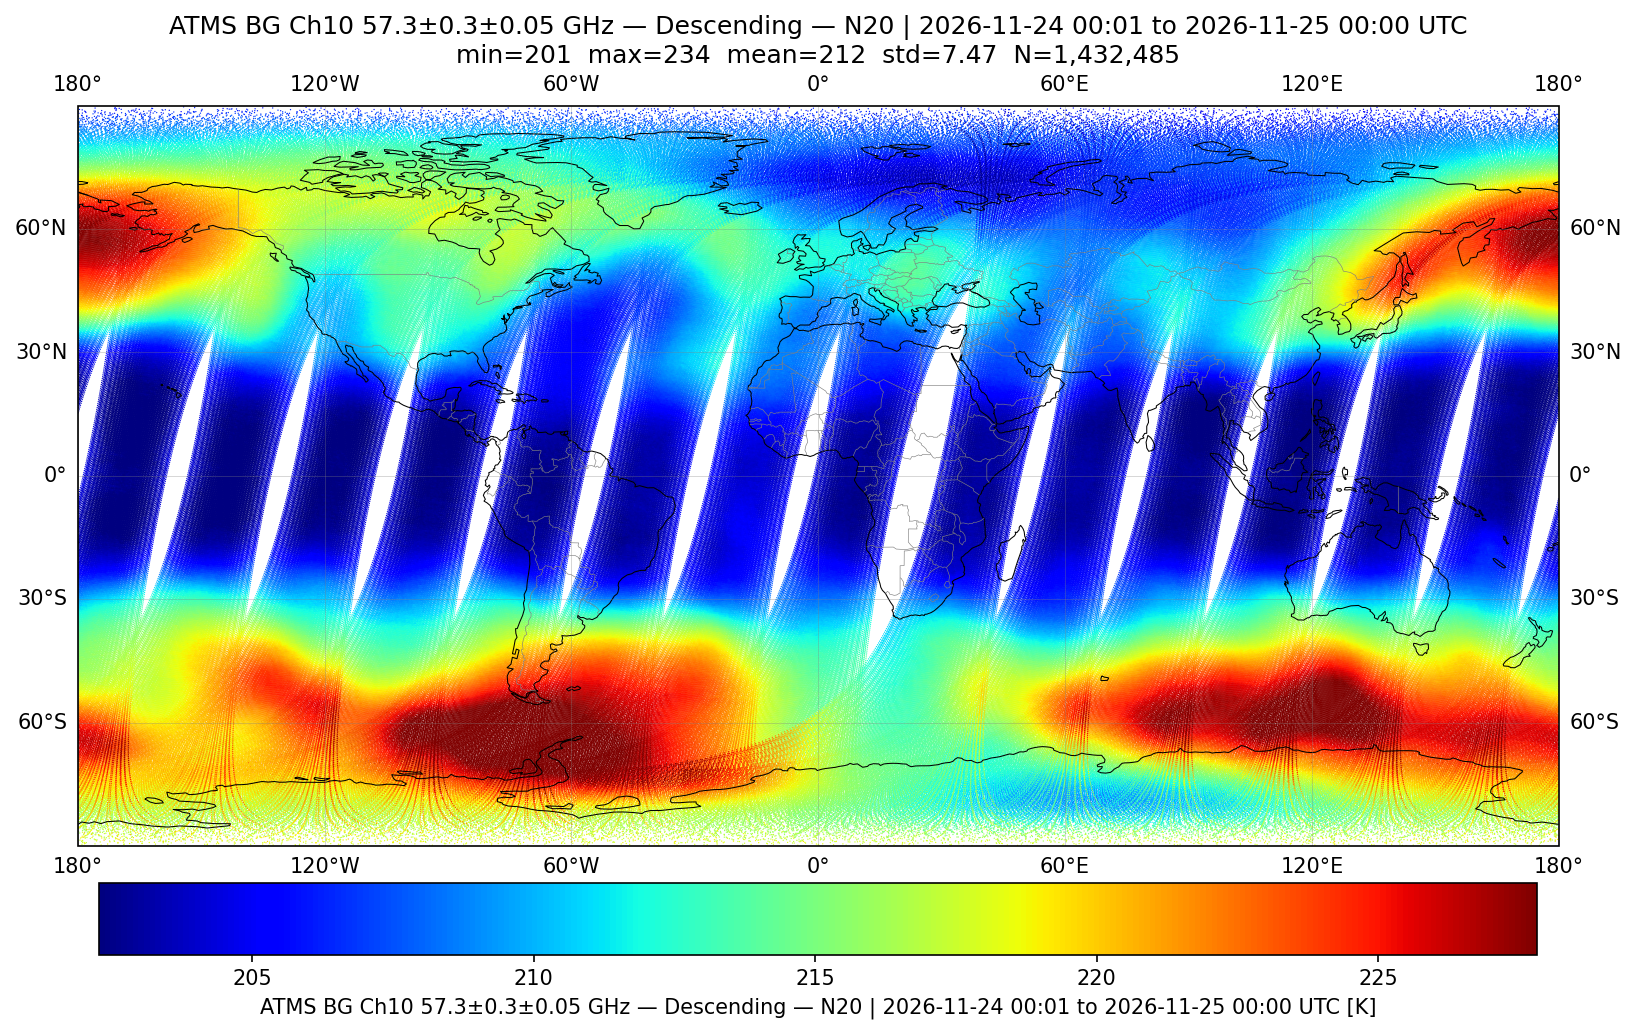 ATMS BG Ch10 57.3±0.3±0.05 GHz — Descending — N20 | 2026-11-24 00:01 to 2026-11-25 00:00 UTC
min=201 max=234 mean=212 std=7.47 N=1,432,485
180° 120°W 60°W 0° 60°E 120°E 180°
60°N 60°N
30°N 30°N
0° 0°
30°S 30°S
60°S 60°S
180° 120°W 60°W 0° 60°E 120°E 180°
205 210 215 220 225
ATMS BG Ch10 57.3±0.3±0.05 GHz — Descending — N20 | 2026-11-24 00:01 to 2026-11-25 00:00 UTC [K]